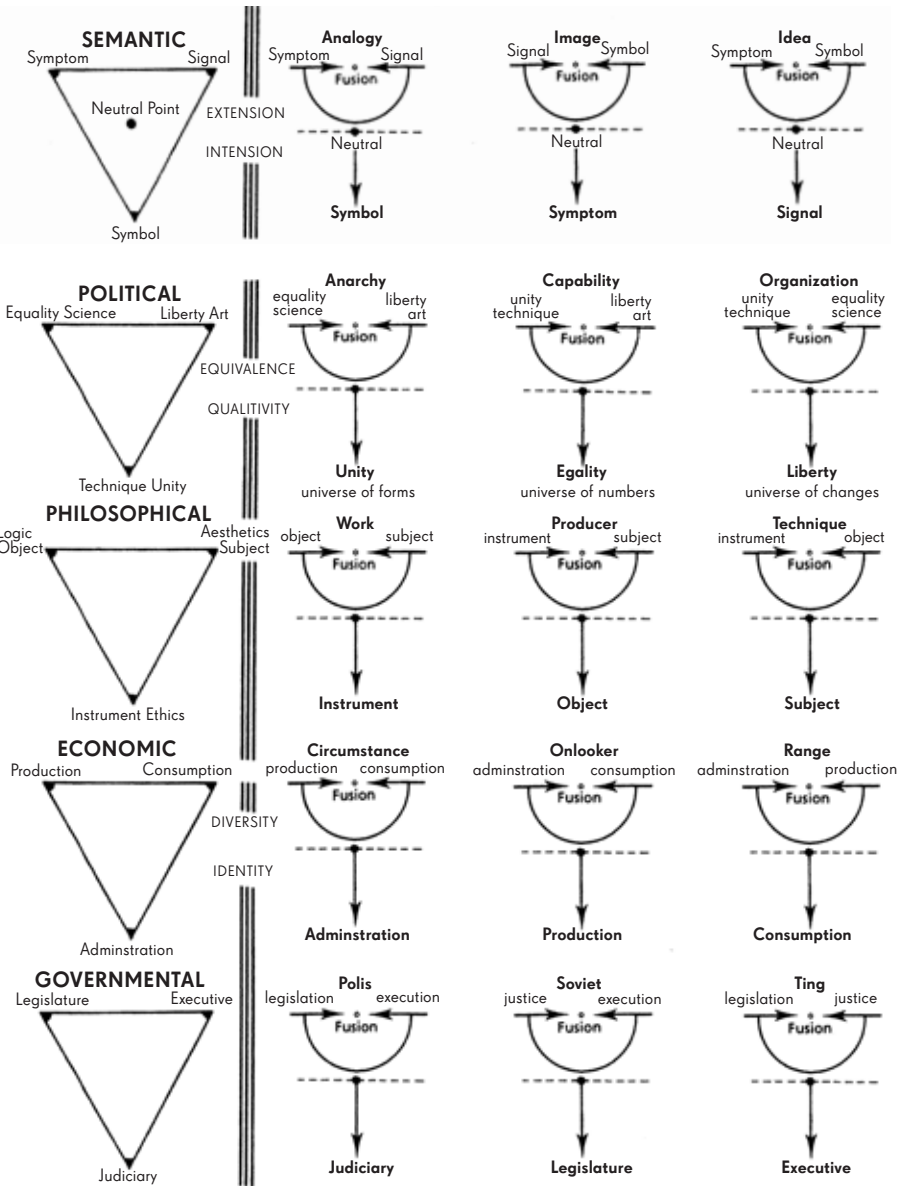 SEMANTIC
Symptom Signal
Neutral Point
Symbol
EXTENSION
INTENSION
Analogy
Symptom Signal
Fusion
Neutral
Symbol
Image
Signal Symbol
Fusion
Neutral
Symptom
Idea
Symptom Symbol
Fusion
Neutral
Signal
POLITICAL
Equality Science Liberty Art
Technique Unity
EQUIVALENCE
QUALITIVITY
Anarchy
equality liberty
science art
Fusion
Unity
universe of forms
Capability
unity liberty
technique art
Fusion
Egality
universe of numbers
Organization
unity equality
technique science
Fusion
Liberty
universe of changes
PHILOSOPHICAL
Logic Aesthetics
Object Subject
Instrument Ethics
Work
object subject
Fusion
Instrument
Producer
instrument subject
Fusion
Object
Technique
instrument object
Fusion
Subject
ECONOMIC
Production Consumption
Adminstration
DIVERSITY
IDENTITY
Circumstance
production consumption
Fusion
Adminstration
Onlooker
adminstration consumption
Fusion
Production
Range
adminstration production
Fusion
Consumption
GOVERNMENTAL
Legislature Executive
Judiciary
Polis
legislation execution
Fusion
Judiciary
Soviet
justice execution
Fusion
Legislature
Ting
legislation justice
Fusion
Executive